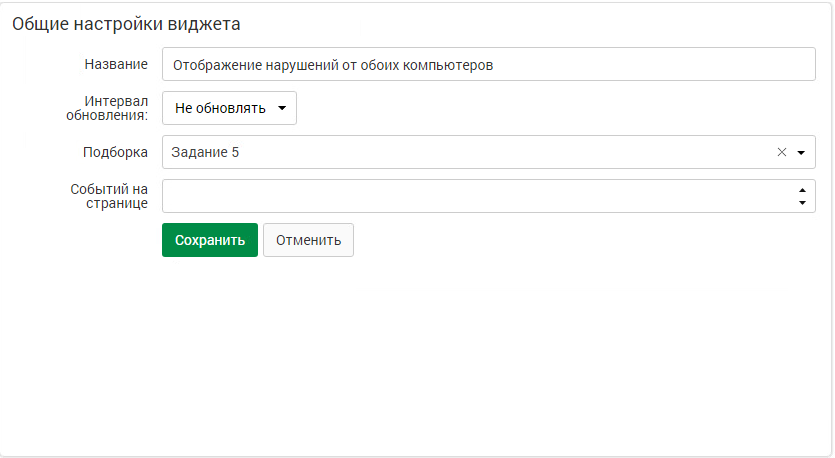 Общие настройки виджета
Название
Отображение нарушений от обоих компьютеров
Интервал
обновления:
Не обновлять
Подборка
Задание 5
Событий на
странице
Сохранить
Отменить